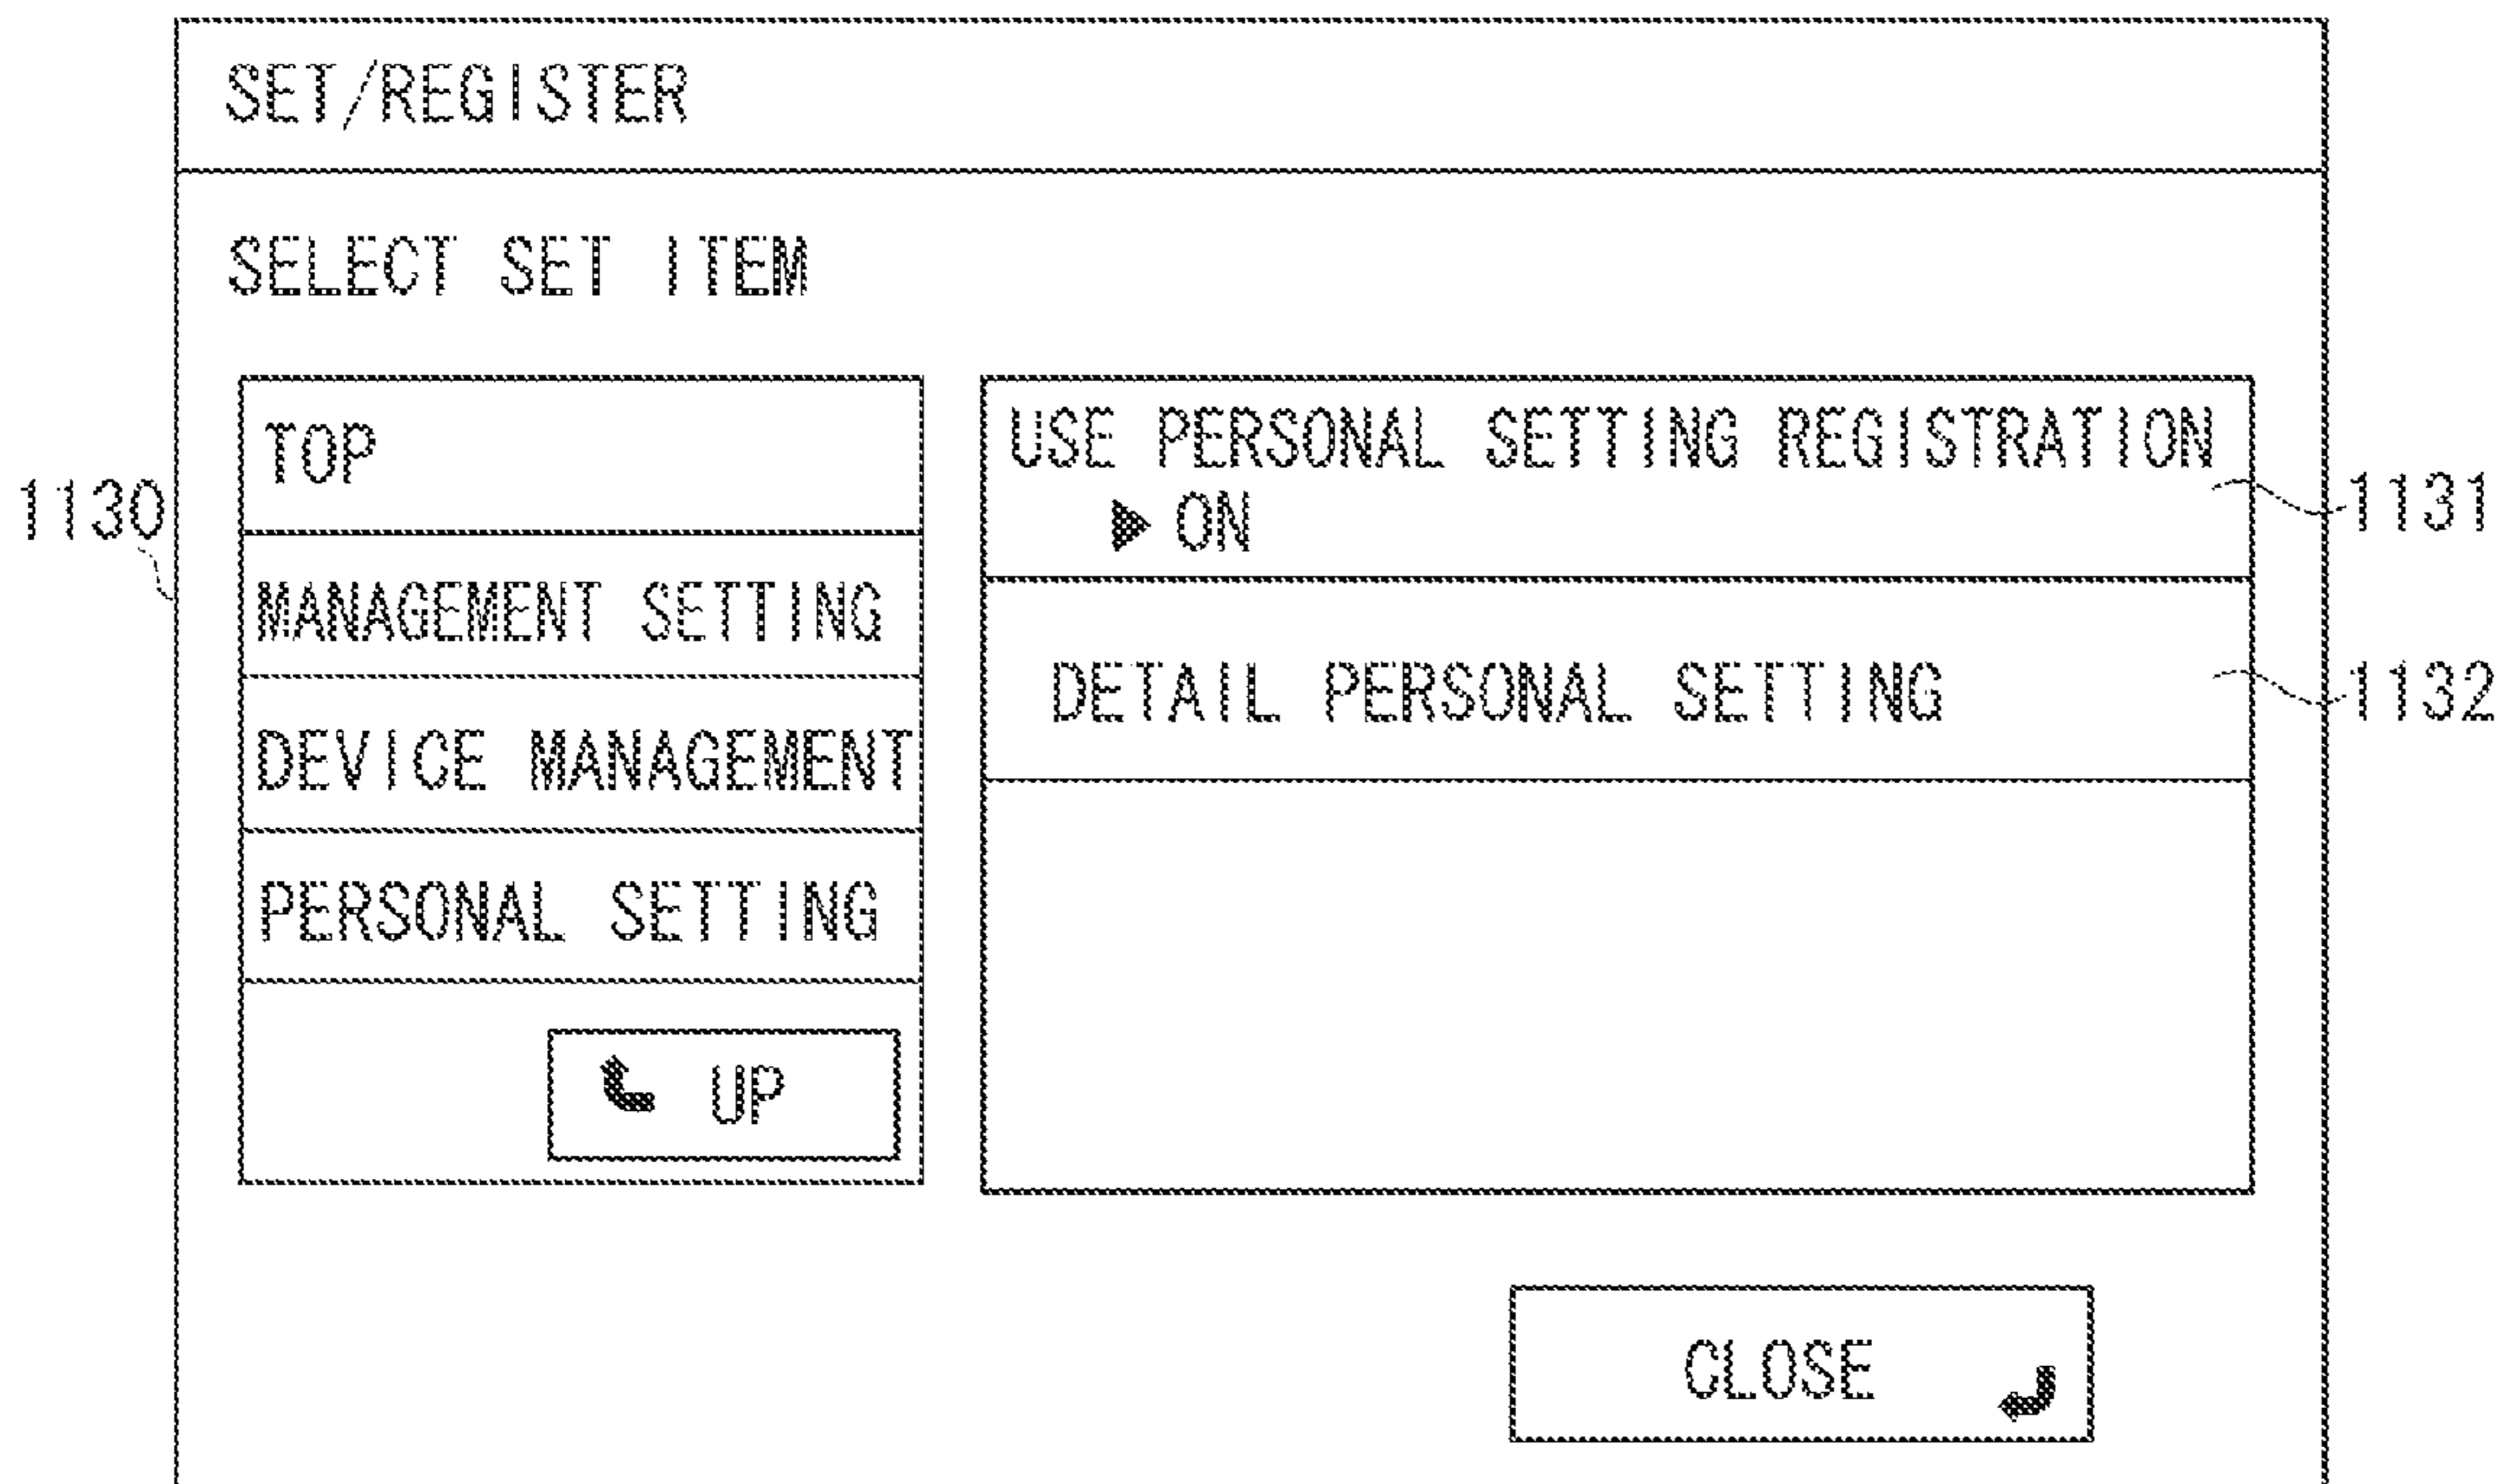 SET/REGISTER
SELECT SET ITEM
TOP
MANAGEMENT SETTING
DEVICE MANAGEMENT
PERSONAL SETTING
UP
USE PERSONAL SETTING REGISTRATION
ON
DETAIL PERSONAL SETTING
CLOSE
1130
1131
1132